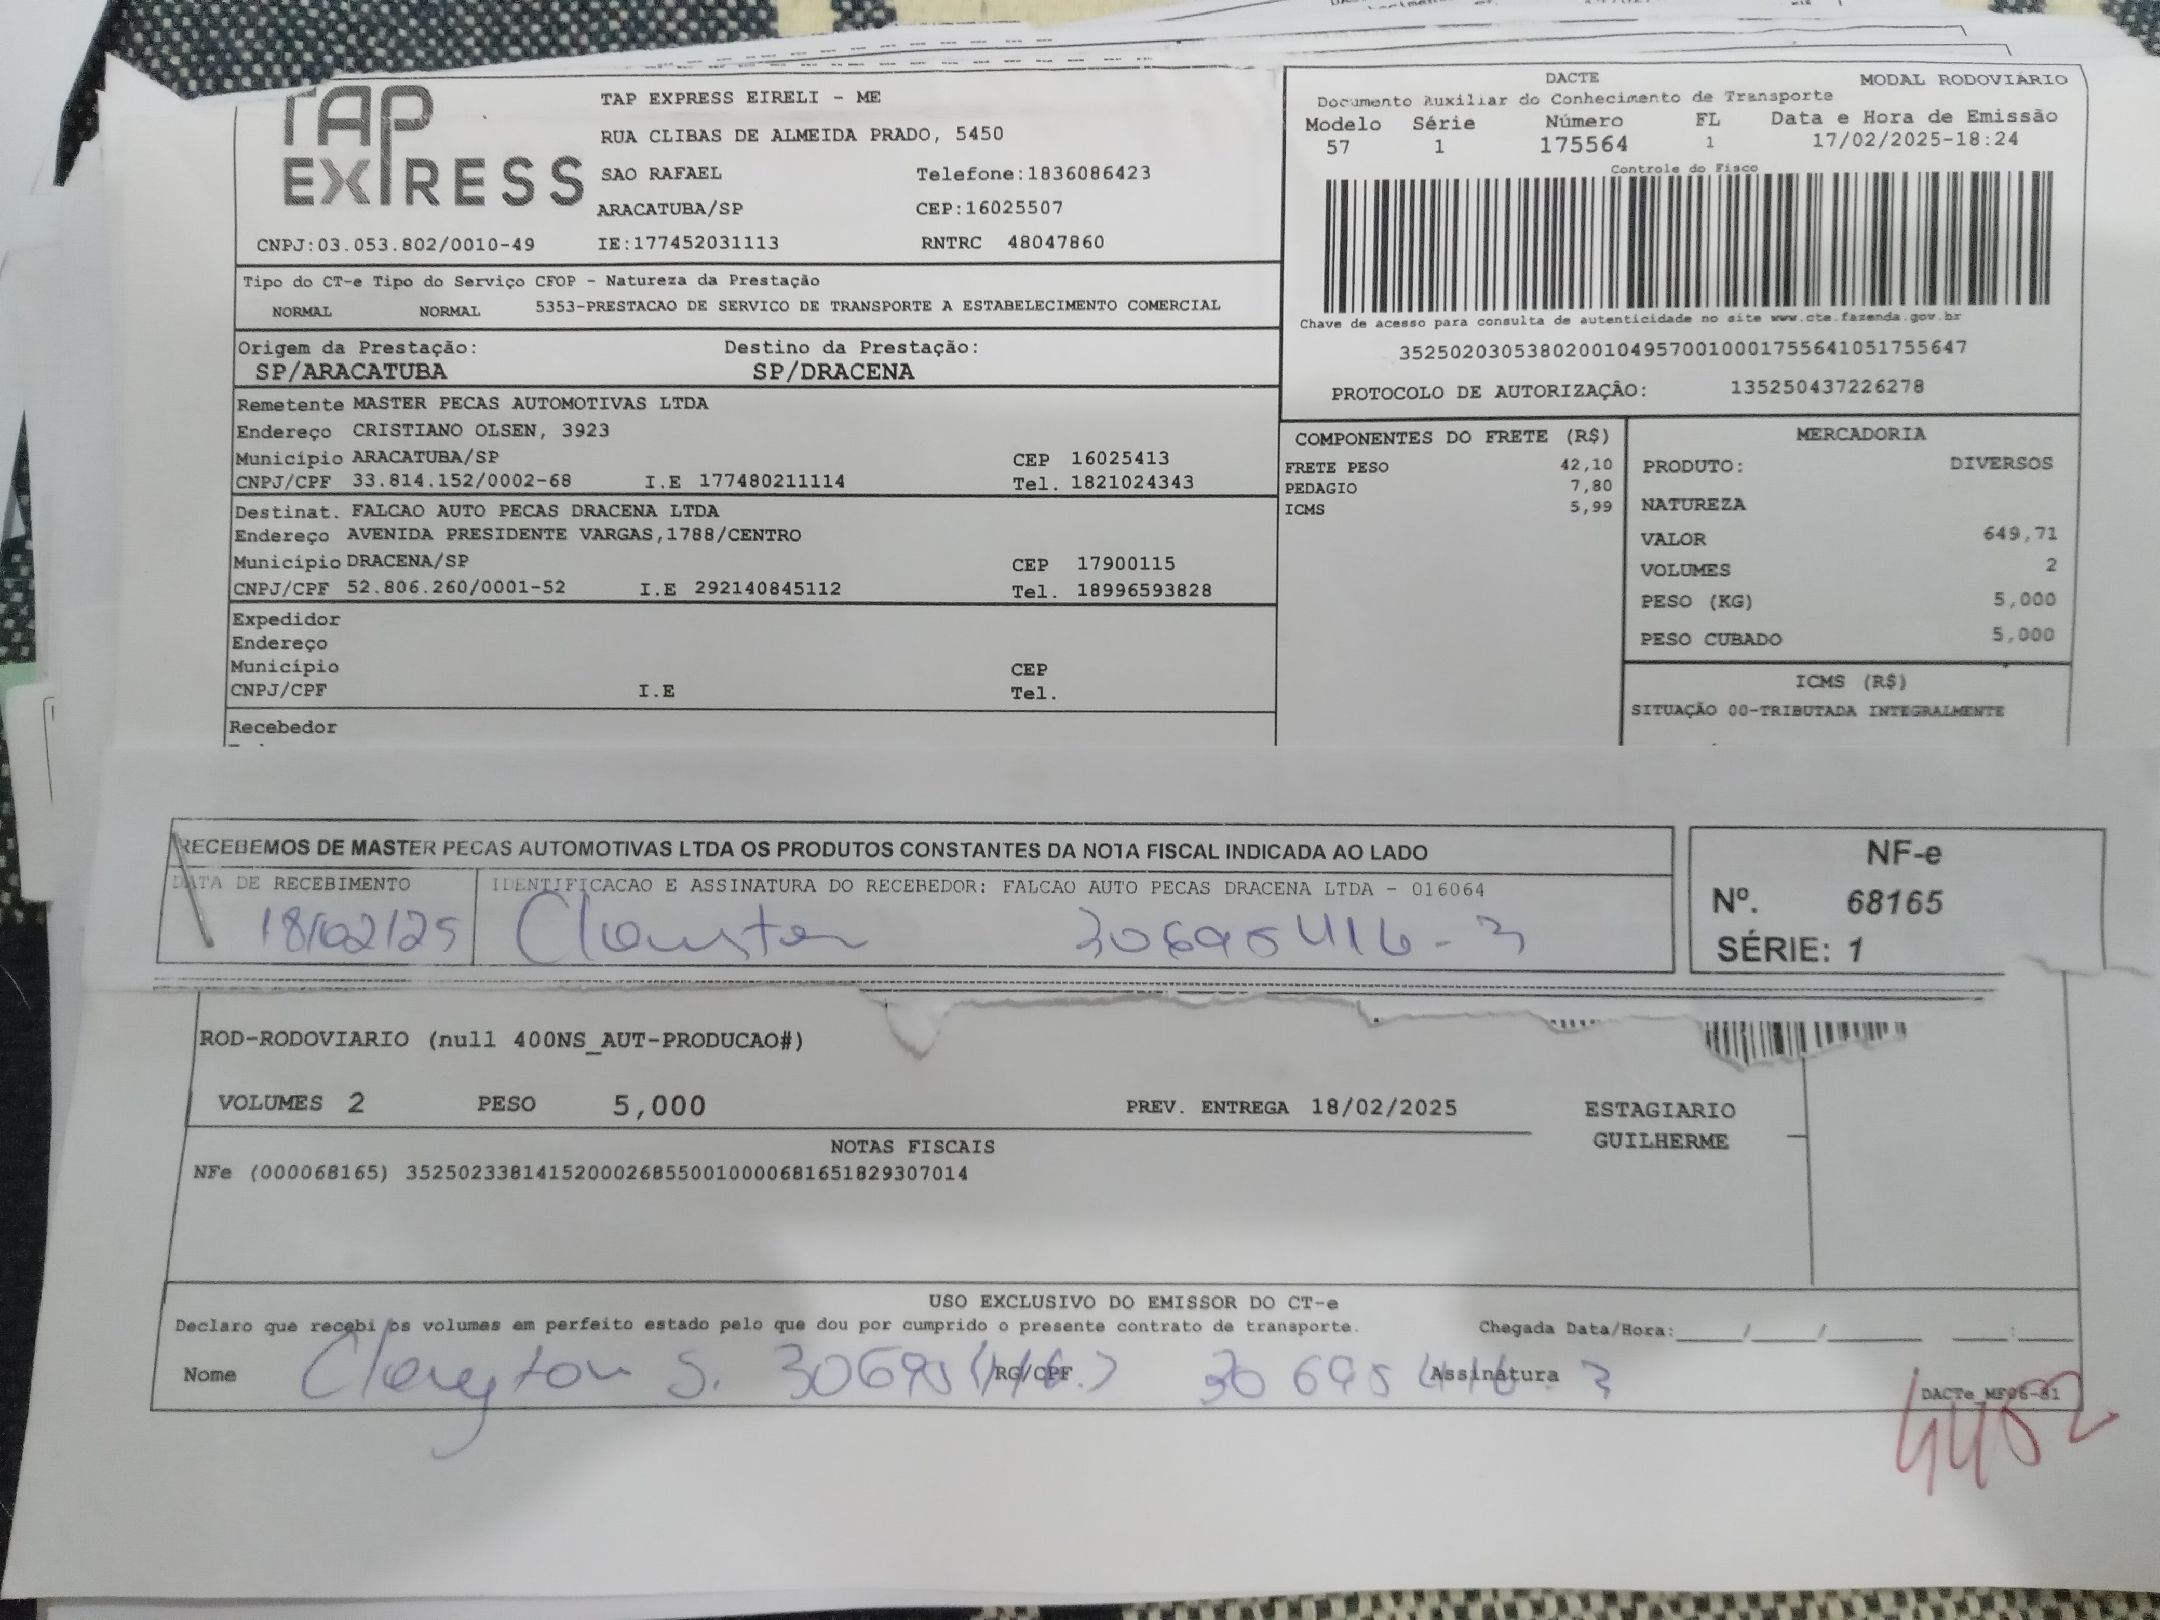 TAP
EXPRESS
TAP EXPRESS EIRELI - ME
RUA CLIBAS DE ALMEIDA PRADO, 5450
SAO RAFAEL Telefone:1836086423
ARACATUBA/SP CEP:16025507
CNPJ:03.053.802/0010-49 IE:177452031113 RNTRC 48047860
DACTE MODAL RODOVIÁRIO
Documento Auxiliar do Conhecimento de Transporte
Modelo Série Número FL Data e Hora de Emissão
57 1 175564 1 17/02/2025-18:24
Controle do Fisco
Chave de acesso para consulta de autenticidade no site www.cte.fazenda.gov.br
35250203053802001049570010001755641051755647
PROTOCOLO DE AUTORIZAÇÃO: 135250437226278
Tipo do CT-e Tipo do Serviço CFOP - Natureza da Prestação
NORMAL NORMAL 5353-PRESTACAO DE SERVICO DE TRANSPORTE A ESTABELECIMENTO COMERCIAL
Origem da Prestação: Destino da Prestação:
SP/ARACATUBA SP/DRACENA
Remetente MASTER PECAS AUTOMOTIVAS LTDA
Endereço CRISTIANO OLSEN, 3923
Município ARACATUBA/SP CEP 16025413
CNPJ/CPF 33.814.152/0002-68 I.E 177480211114 Tel. 1821024343
Destinat. FALCAO AUTO PECAS DRACENA LTDA
Endereço AVENIDA PRESIDENTE VARGAS,1788/CENTRO
Município DRACENA/SP CEP 17900115
CNPJ/CPF 52.806.260/0001-52 I.E 292140845112 Tel. 18996593828
Expedidor
Endereço
Município CEP
CNPJ/CPF I.E Tel.
Recebedor
COMPONENTES DO FRETE (R$)
FRETE PESO 42,10
PEDAGIO 7,80
ICMS 5,99
MERCADORIA
PRODUTO: DIVERSOS
NATUREZA
VALOR 649,71
VOLUMES 2
PESO (KG) 5,000
PESO CUBADO 5,000
ICMS (R$)
SITUAÇÃO 00-TRIBUTADA INTEGRALMENTE
RECEBEMOS DE MASTER PECAS AUTOMOTIVAS LTDA OS PRODUTOS CONSTANTES DA NOTA FISCAL INDICADA AO LADO
DATA DE RECEBIMENTO IDENTIFICACAO E ASSINATURA DO RECEBEDOR: FALCAO AUTO PECAS DRACENA LTDA - 016064
18/02/25 30695416-3
NF-e
Nº. 68165
SÉRIE: 1
ROD-RODOVIARIO (null 400NS_AUT-PRODUCAO#)
VOLUMES 2 PESO 5,000 PREV. ENTREGA 18/02/2025 ESTAGIARIO
GUILHERME
NOTAS FISCAIS
NFe (000068165) 35250233814152000268550010000681651829307014
USO EXCLUSIVO DO EMISSOR DO CT-e
Declaro que recebi os volumes em perfeito estado pelo que dou por cumprido o presente contrato de transporte. Chegada Data/Hora:_____/_____/_______ ____:____
Nome Cleyton S. RG/CPF 30695416-3 Assinatura
DACTe_MF06-01